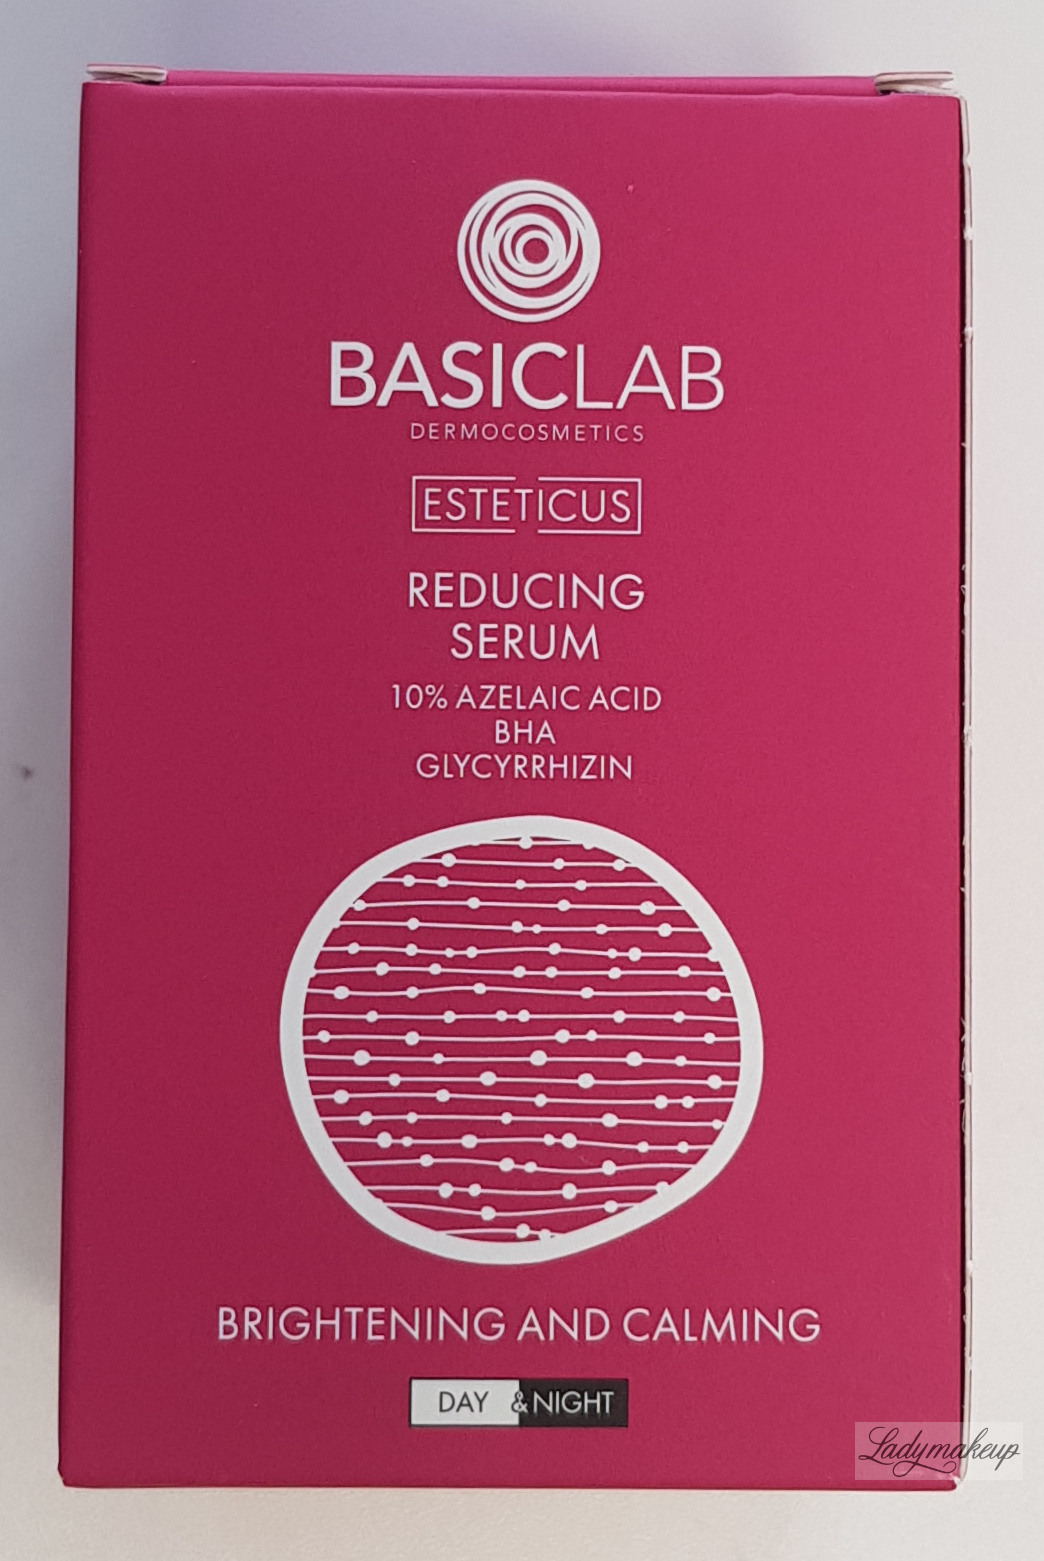 BASICLAB
DERMOCOSMETICS
ESTETICUS
REDUCING
SERUM
10% AZELAIC ACID
BHA
GLYCYRRHIZIN
BRIGHTENING AND CALMING
DAY & NIGHT
Ladymakeup